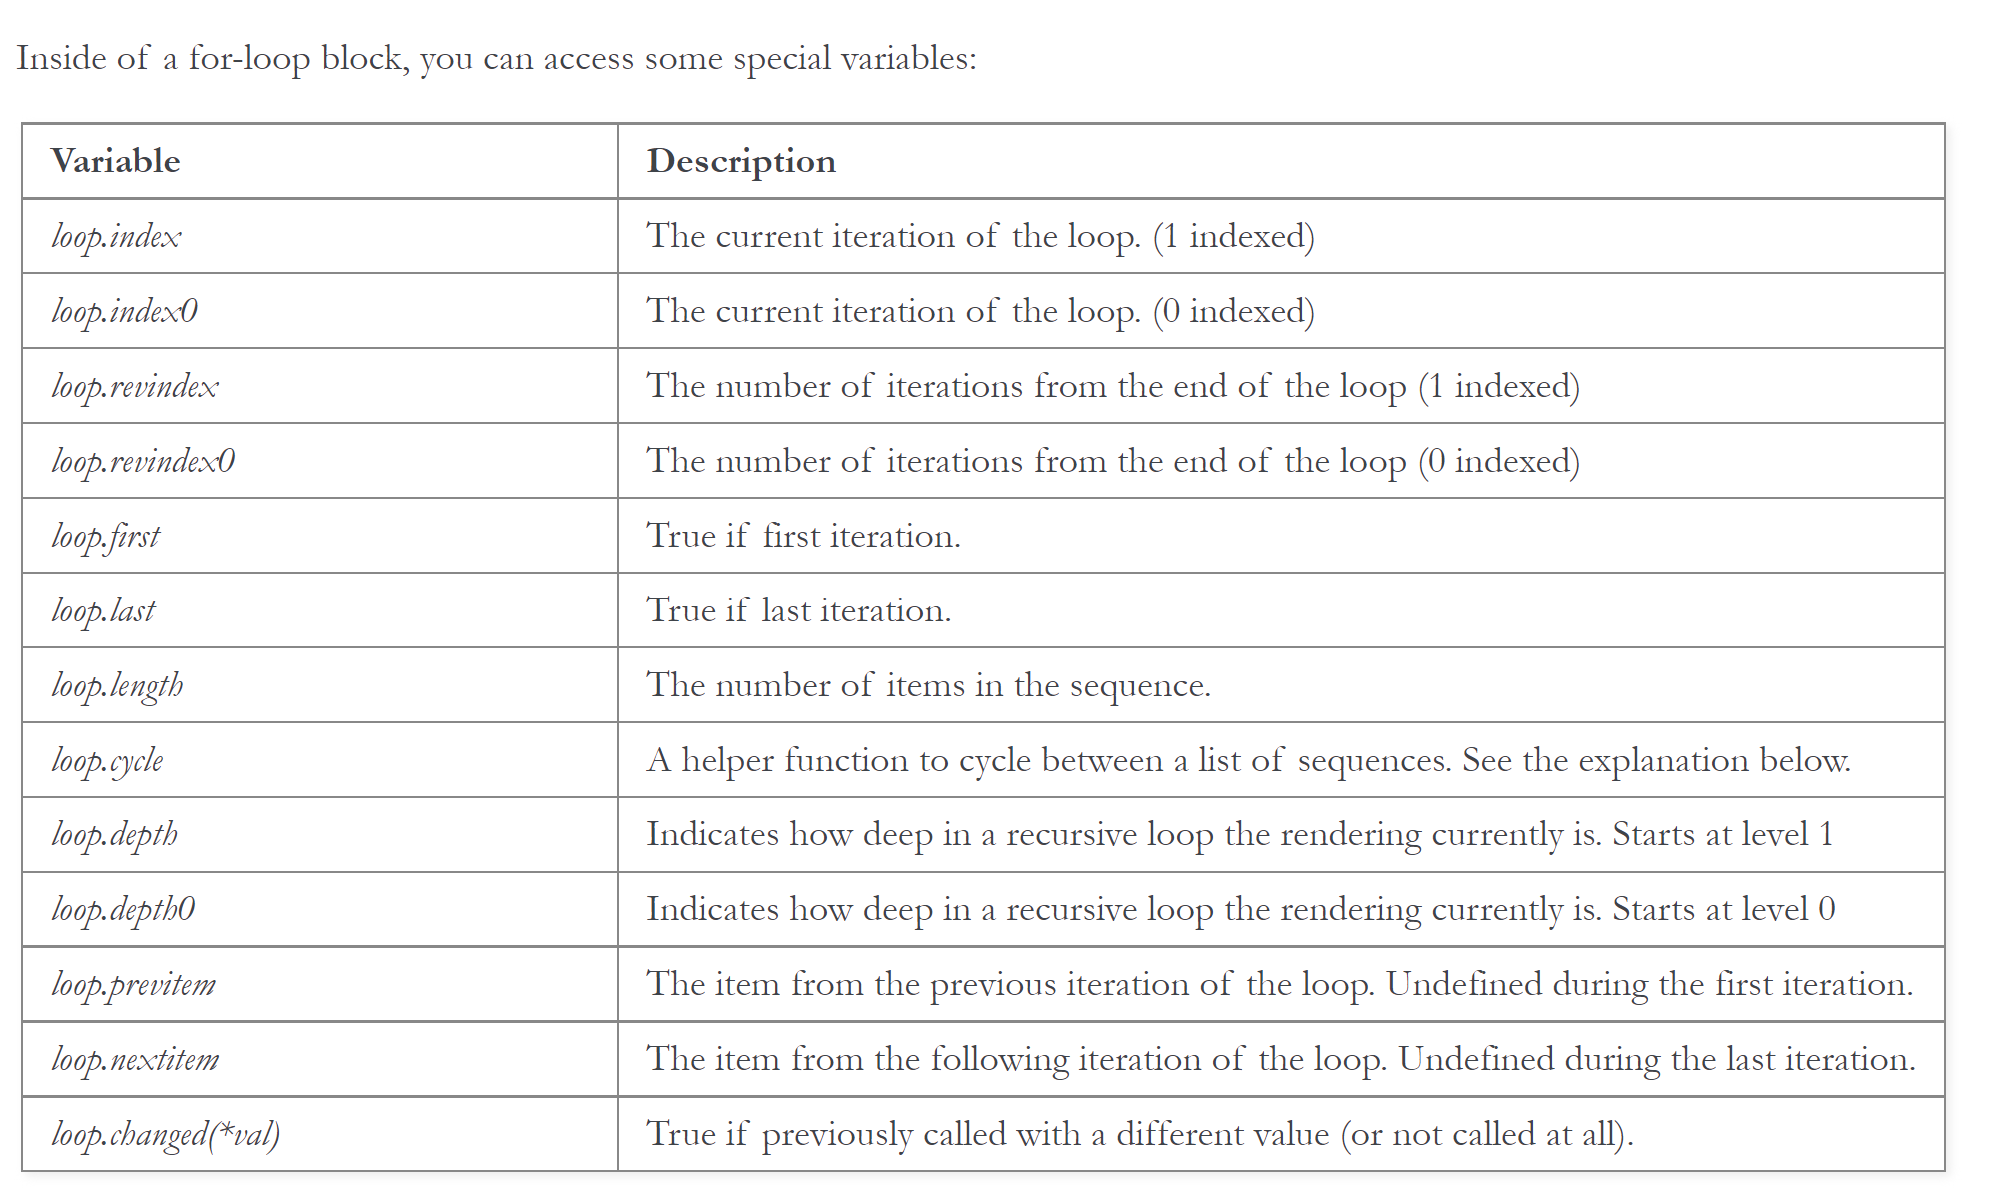 Inside of a for-loop block, you can access some special variables:
Variable Description
loop.index The current iteration of the loop. (1 indexed)
loop.index0 The current iteration of the loop. (0 indexed)
loop.revindex The number of iterations from the end of the loop (1 indexed)
loop.revindex0 The number of iterations from the end of the loop (0 indexed)
loop.first True if first iteration.
loop.last True if last iteration.
loop.length The number of items in the sequence.
loop.cycle A helper function to cycle between a list of sequences. See the explanation below.
loop.depth Indicates how deep in a recursive loop the rendering currently is. Starts at level 1
loop.depth0 Indicates how deep in a recursive loop the rendering currently is. Starts at level 0
loop.previtem The item from the previous iteration of the loop. Undefined during the first iteration.
loop.nextitem The item from the following iteration of the loop. Undefined during the last iteration.
loop.changed(*val) True if previously called with a different value (or not called at all).